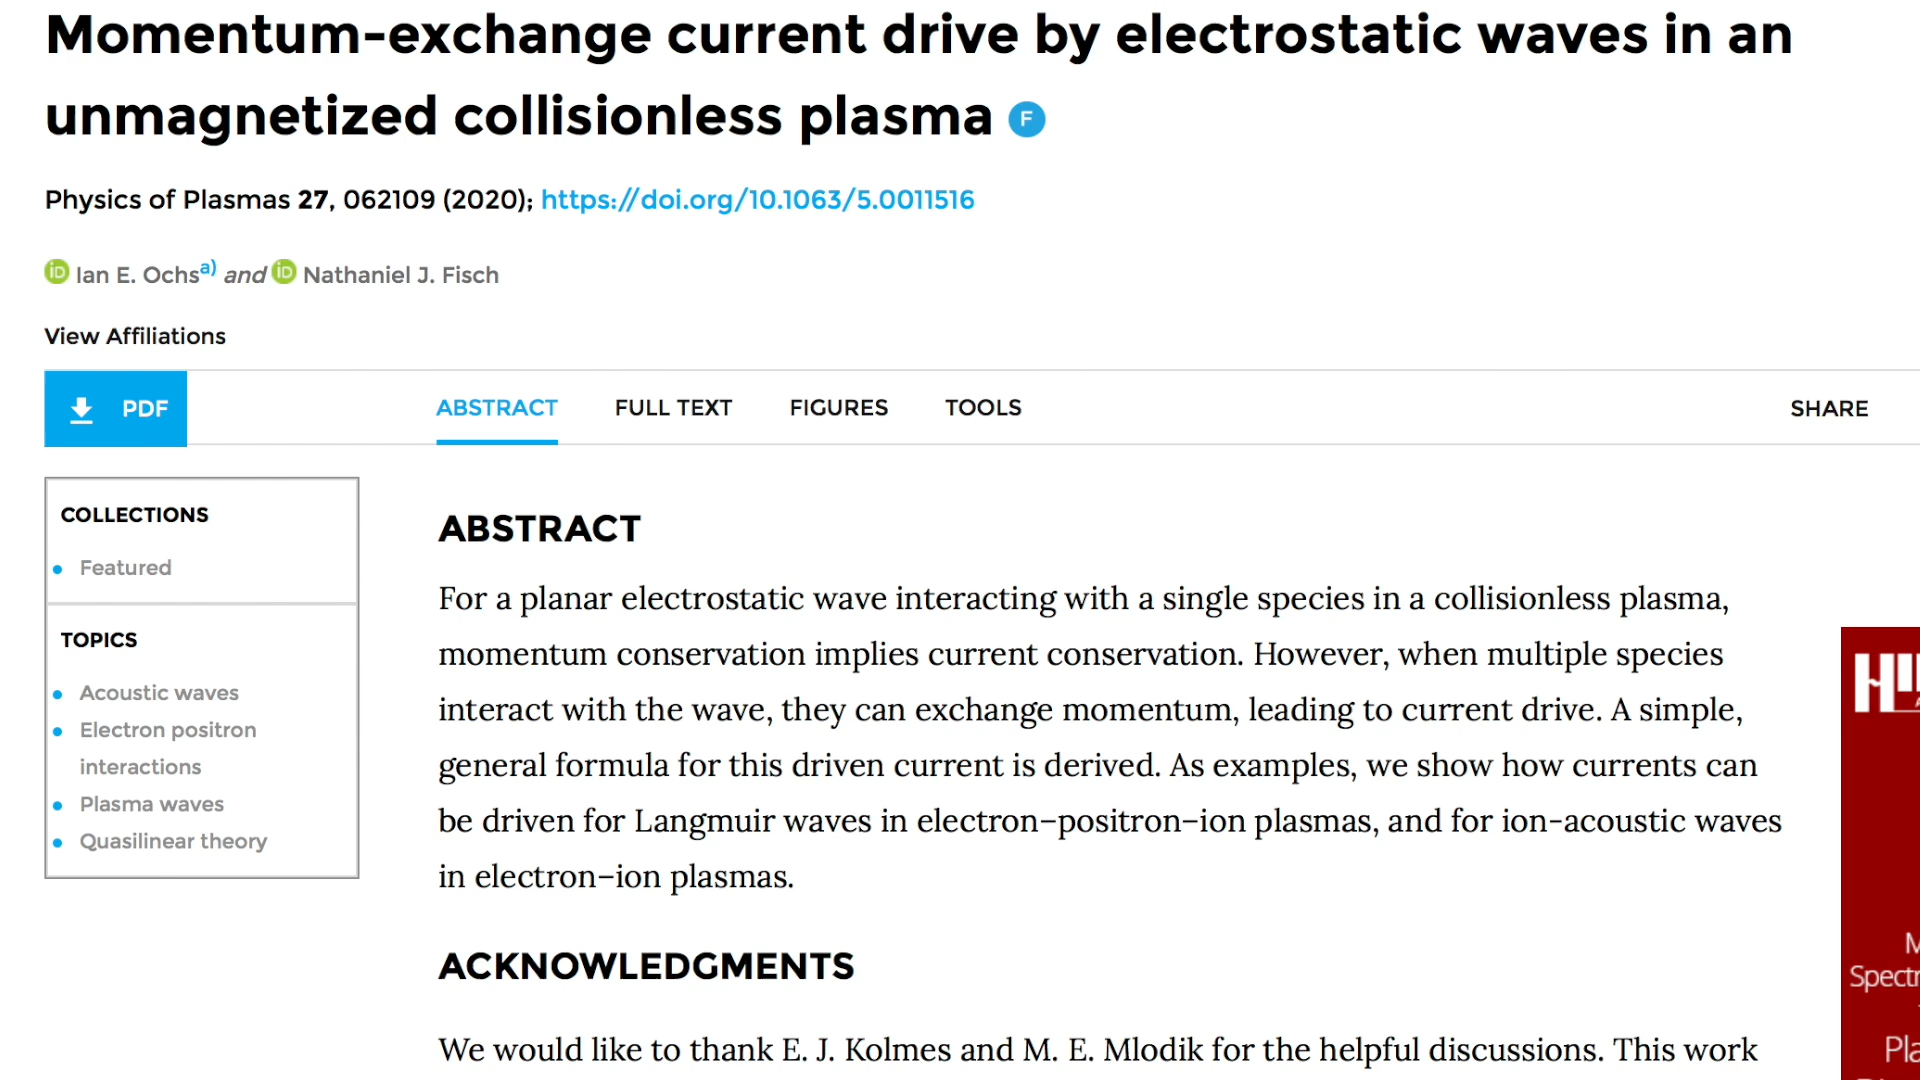 Momentum-exchange current drive by electrostatic waves in an
unmagnetized collisionless plasma F
Physics of Plasmas 27, 062109 (2020); https://doi.org/10.1063/5.0011516
iD Ian E. Ochsa) and iD Nathaniel J. Fisch
View Affiliations
PDF
ABSTRACT FULL TEXT FIGURES TOOLS SHARE
COLLECTIONS
Featured
TOPICS
Acoustic waves
Electron positron
interactions
Plasma waves
Quasilinear theory
ABSTRACT
For a planar electrostatic wave interacting with a single species in a collisionless plasma,
momentum conservation implies current conservation. However, when multiple species
interact with the wave, they can exchange momentum, leading to current drive. A simple,
general formula for this driven current is derived. As examples, we show how currents can
be driven for Langmuir waves in electron–positron–ion plasmas, and for ion-acoustic waves
in electron–ion plasmas.
ACKNOWLEDGMENTS
We would like to thank E. J. Kolmes and M. E. Mlodik for the helpful discussions. This work